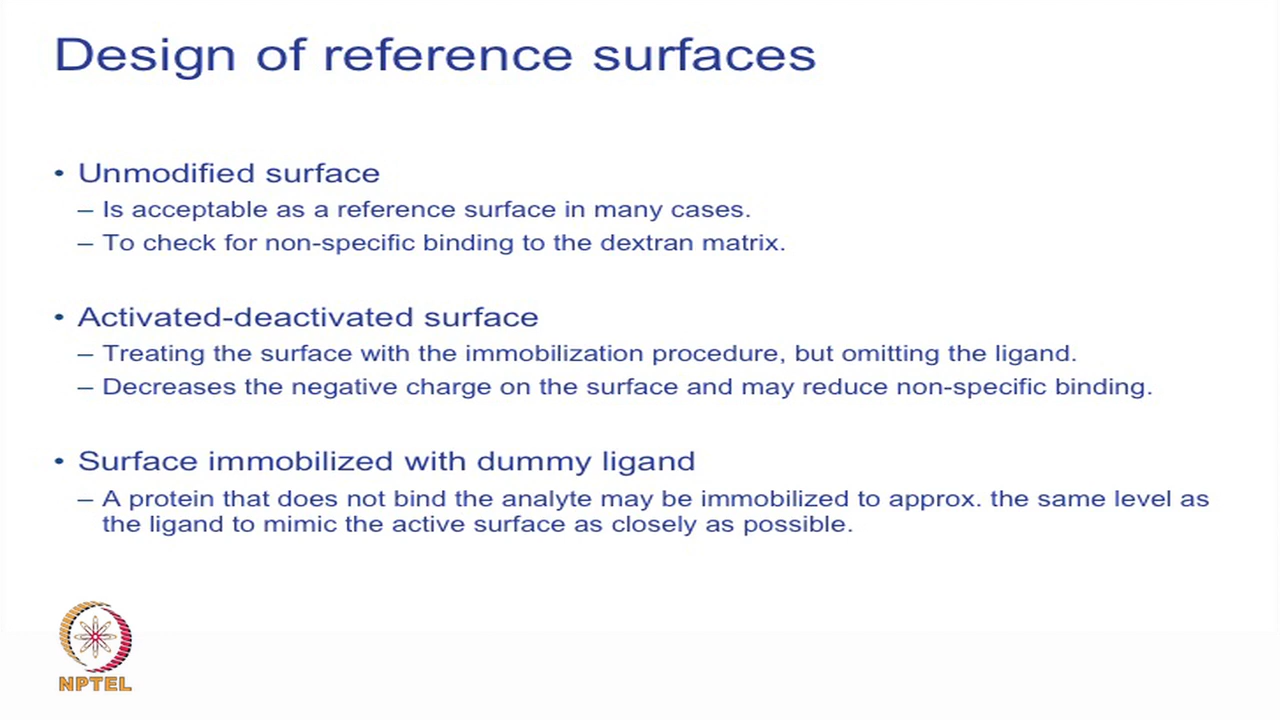 Design of reference surfaces
• Unmodified surface
– Is acceptable as a reference surface in many cases.
– To check for non-specific binding to the dextran matrix.
• Activated-deactivated surface
– Treating the surface with the immobilization procedure, but omitting the ligand.
– Decreases the negative charge on the surface and may reduce non-specific binding.
• Surface immobilized with dummy ligand
– A protein that does not bind the analyte may be immobilized to approx. the same level as
the ligand to mimic the active surface as closely as possible.
NPTEL